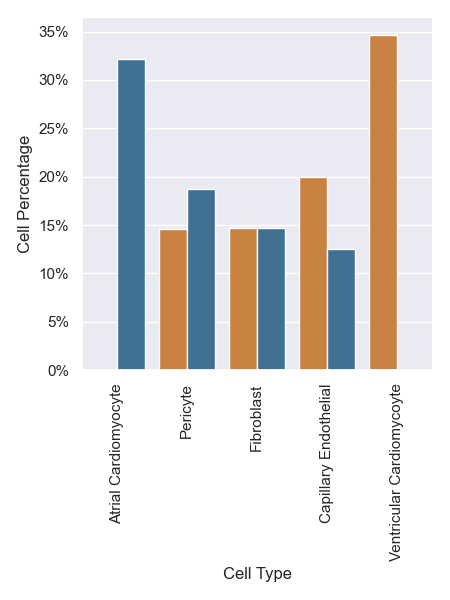 35%
30%
25%
20%
15%
10%
5%
0%
Cell Percentage
Atrial Cardiomyocyte
Pericyte
Fibroblast
Capillary Endothelial
Ventricular Cardiomycoyte
Cell Type